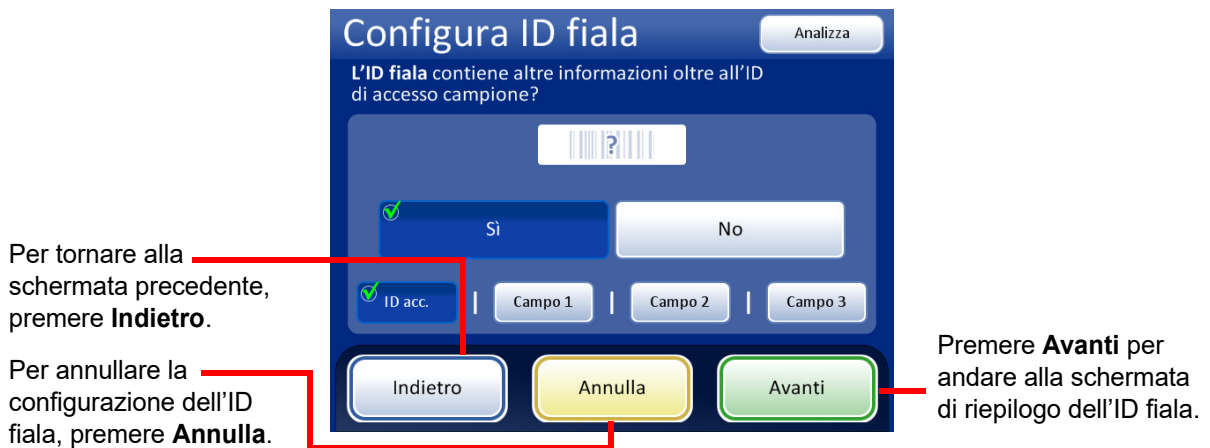 Configura ID fiala
Analizza
L'ID fiala contiene altre informazioni oltre all'ID
di accesso campione?
?
Sì
No
ID acc.
Campo 1
Campo 2
Campo 3
Indietro
Annulla
Avanti
Per tornare alla
schermata precedente,
premere Indietro.
Per annullare la
configurazione dell'ID
fiala, premere Annulla.
Premere Avanti per
andare alla schermata
di riepilogo dell'ID fiala.